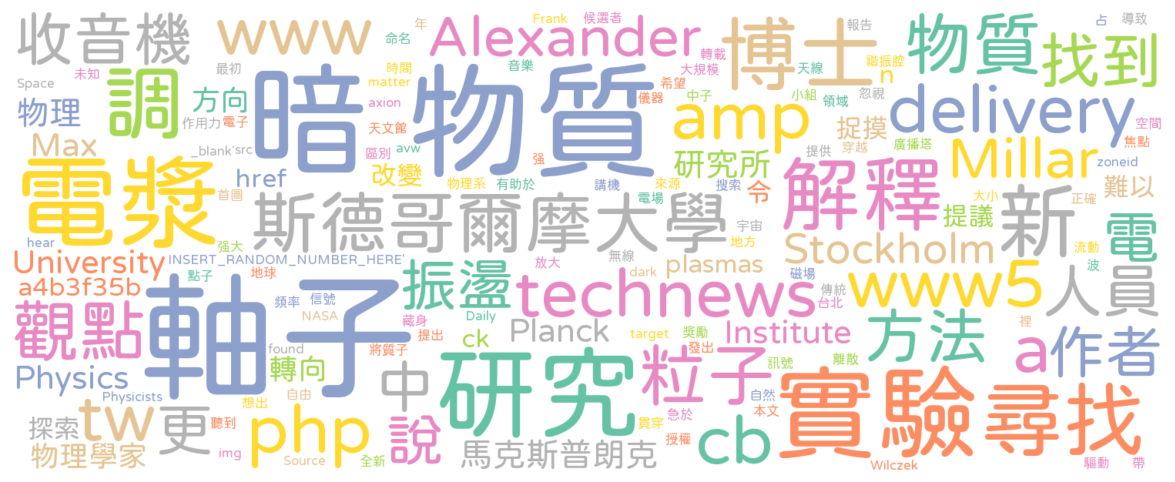 收音機 www 命名 年 Frank 候選者 報告 占 導致
Alexander 博士 物質 找到
音樂 轉載 天線 諧振腔
Space 未知 最初 時間 希望 大規模 n
調 暗物質 matter 儀器 中子 小組 領域 忽視 delivery
物理 方向 axion amp 捉摸 空間
作用力 電子 天文館 穿越 廣播塔 焦點
Max _blank'src 區別 avw 强 研究所 提供 解釋 Millar zoneid
電漿 href 改變 物理系 有助於 講機 來源 搜索 令 難以
首圖 斯德哥爾摩大學 電場 大小 新 正確
提議 電
hear 强大 宇宙 地方 Stockholm 流動
University INSERT_RANDOM_NUMBER_HERE' 放大 無線 plasmas 波
點子 地球 振盪 dark 磁場 www5 人員
a4b3f35b 軸子 technews 傳統
觀點 頻率 信號 藏身 台北
NASA Daily Planck target 獎勵 Institute 裡
提出 ck 方法 a 作者
found 將質子 發出
Physics 轉向 中 研究 粒子 訊號 離散
Physicists 自由 自然 實驗 尋找
tw 更 想出 貫穿 急於 本文
探索 聽到 php 說 授權 cb
物理學家 img Source 全新 馬克斯普朗克 Wilczek 驅動 帶